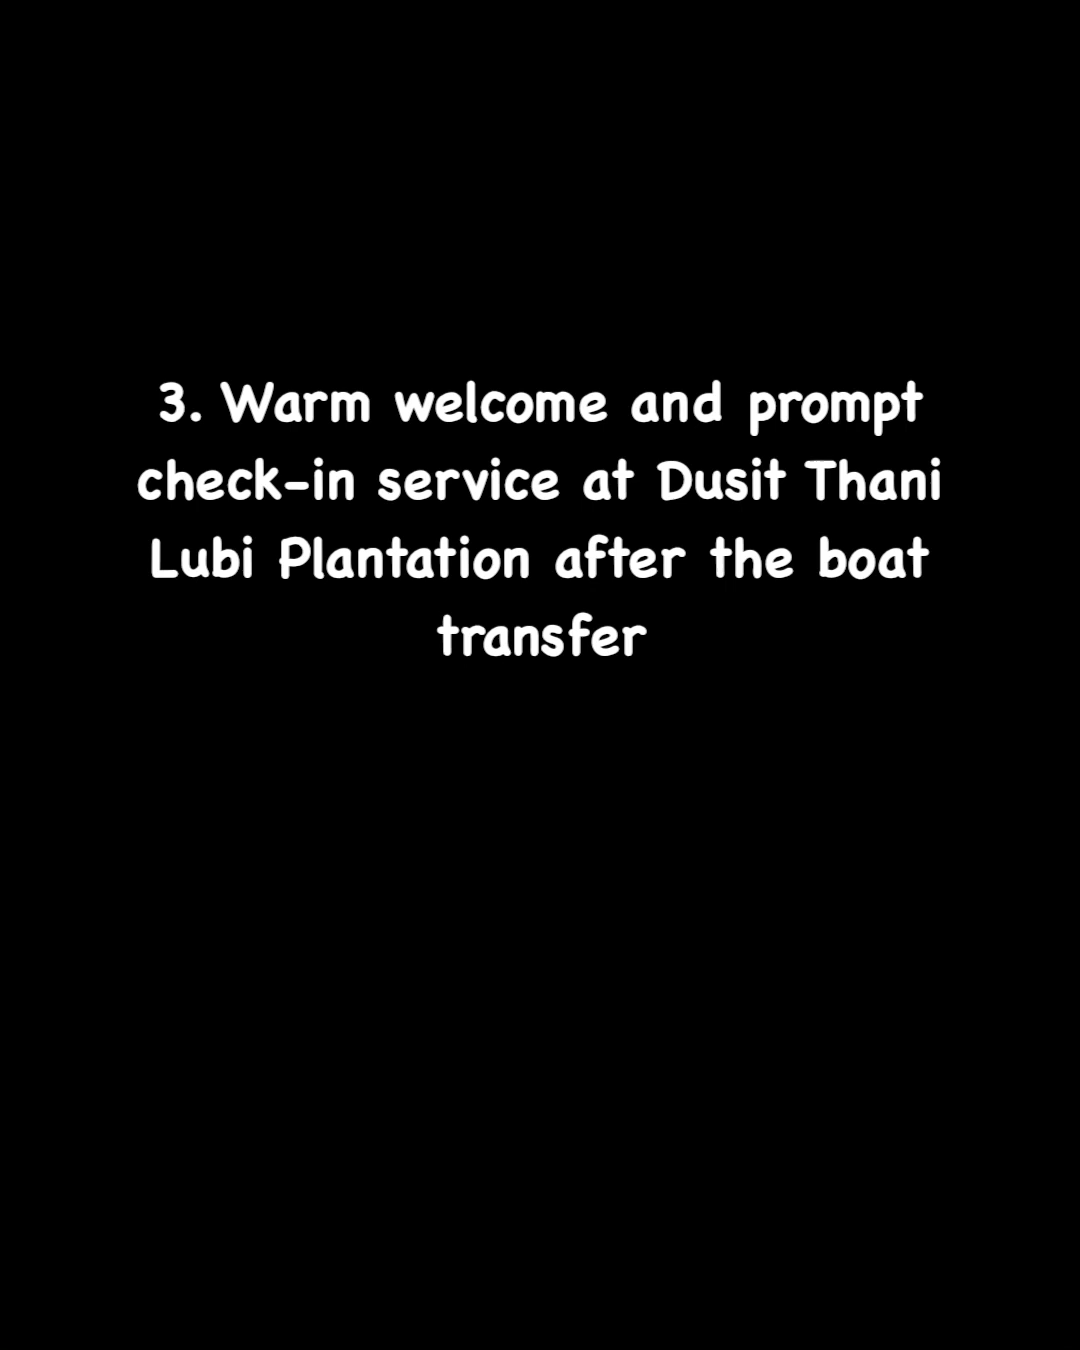 3. Warm welcome and prompt
check-in service at Dusit Thani
Lubi Plantation after the boat
transfer